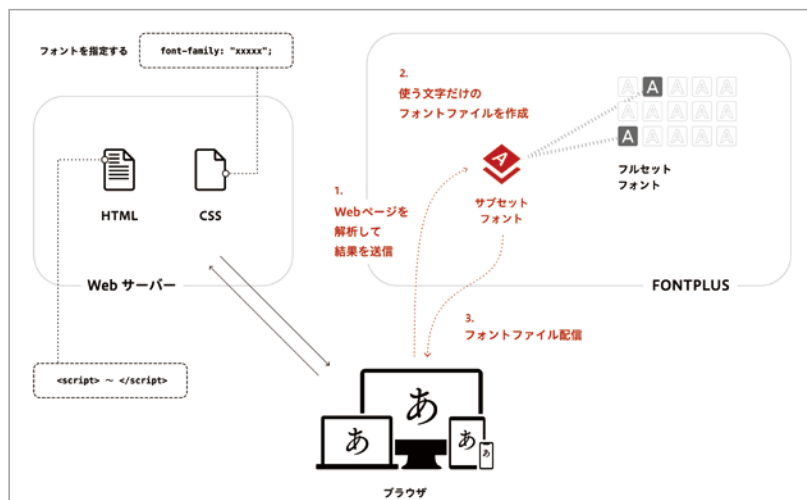 フォントを指定する
font-family: "xxxxx";
HTML
CSS
Web サーバー
<script> ～ </script>
1.
Webページを
解析して
結果を送信
2.
使う文字だけの
フォントファイルを作成
A
A
A
サブセット
フォント
フルセット
フォント
FONTPLUS
3.
フォントファイル配信
あ
あ
あ
あ
ブラウザ